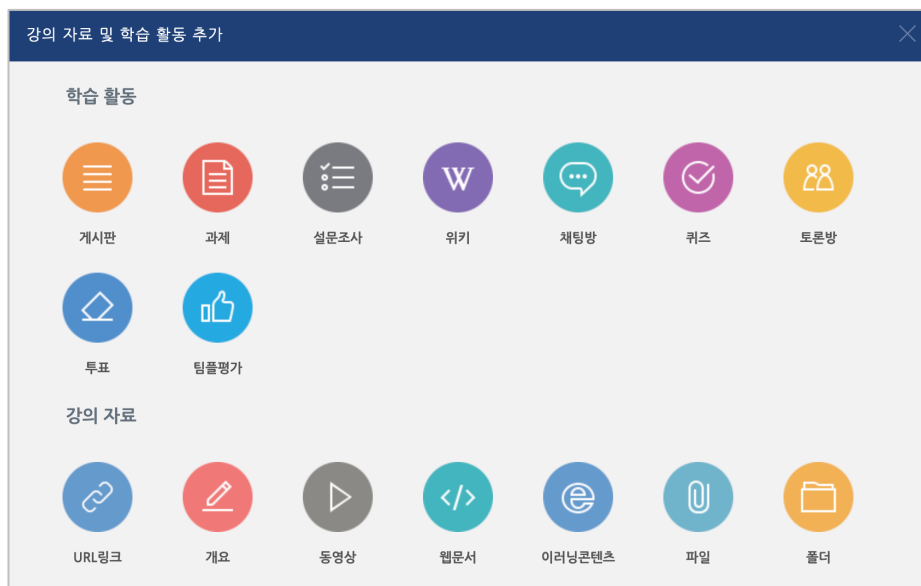 강의 자료 및 학습 활동 추가
학습 활동
게시판 과제 설문조사 W 위키 채팅방 퀴즈 토론방
투표 팀플평가
강의 자료
URL링크 개요 동영상 </> 웹문서 e 이러닝콘텐츠 파일 폴더